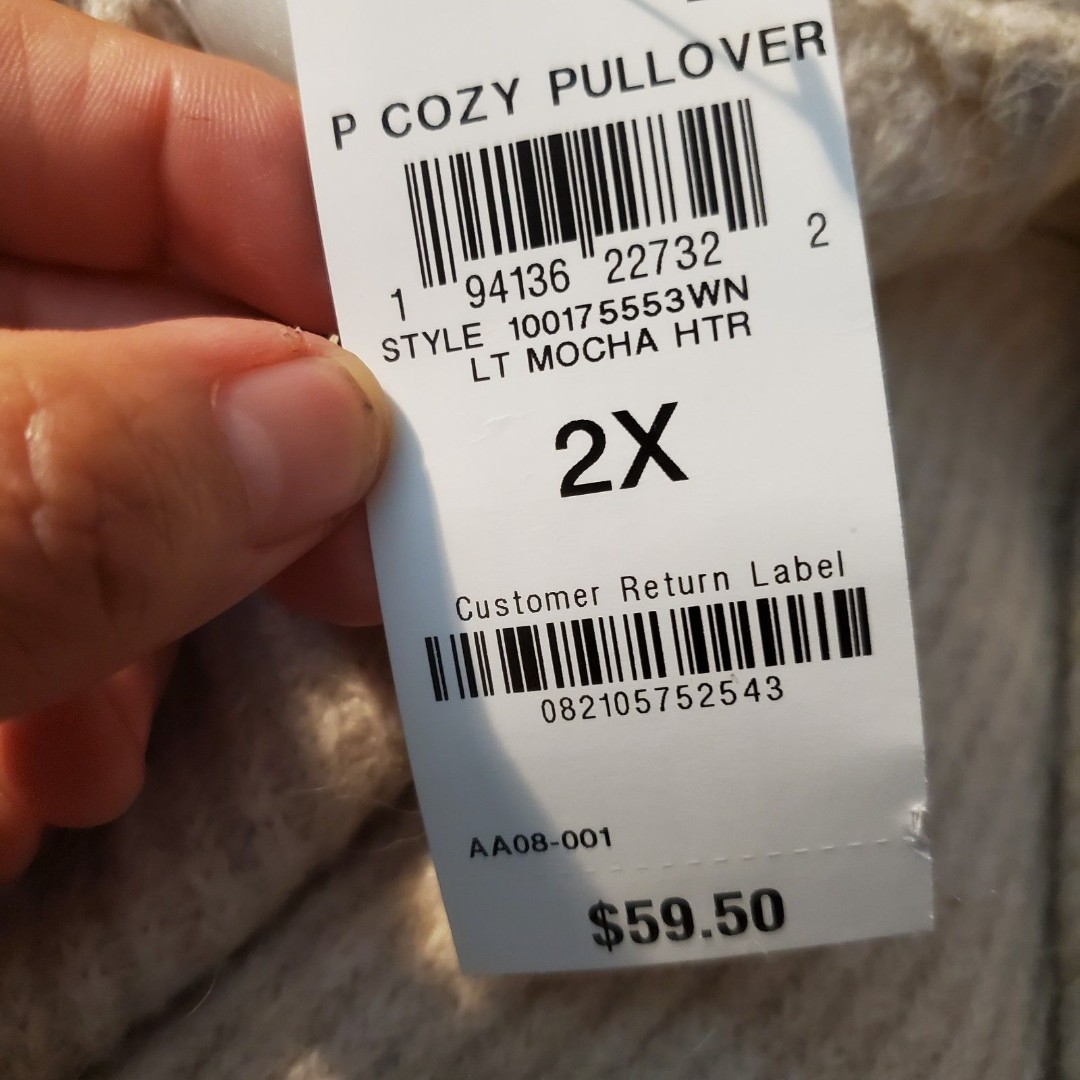 P COZY PULLOVER
1 94136 22732 2
STYLE 100175553WN
LT MOCHA HTR
2X
Customer Return Label
082105752543
AA08-001
$59.50